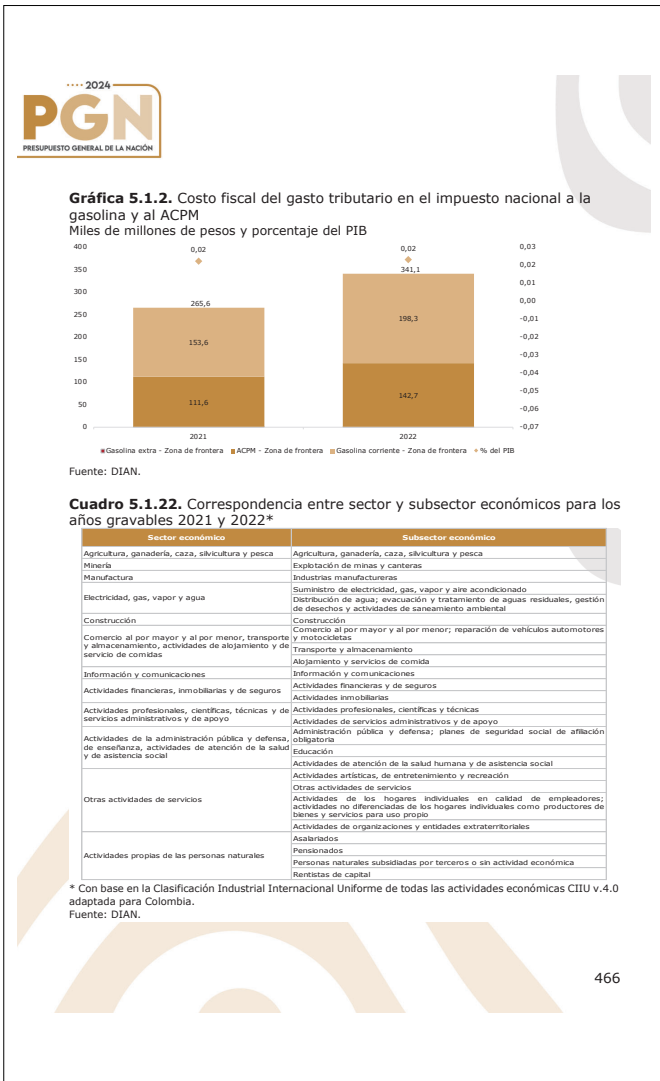 2024
PGN
PRESUPUESTO GENERAL DE LA NACIÓN
Gráfica 5.1.2. Costo fiscal del gasto tributario en el impuesto nacional a la
gasolina y al ACPM
Miles de millones de pesos y porcentaje del PIB
400
350
300
250
200
150
100
50
0
0,02
265,6
153,6
111,6
0,02
341,1
198,3
142,7
0,03
0,02
0,01
0,00
-0,01
-0,02
-0,03
-0,04
-0,05
-0,06
-0,07
2021
2022
Gasolina extra - Zona de frontera
ACPM - Zona de frontera
Gasolina corriente - Zona de frontera
% del PIB
Fuente: DIAN.
Cuadro 5.1.22. Correspondencia entre sector y subsector económicos para los
años gravables 2021 y 2022*
Sector económico
Subsector económico
Agricultura, ganadería, caza, silvicultura y pesca
Agricultura, ganadería, caza, silvicultura y pesca
Minería
Explotación de minas y canteras
Manufactura
Industrias manufactureras
Electricidad, gas, vapor y agua
Suministro de electricidad, gas, vapor y aire acondicionado
Distribución de agua; evacuación y tratamiento de aguas residuales, gestión
de desechos y actividades de saneamiento ambiental
Construcción
Construcción
Comercio al por mayor y al por menor, transporte
y almacenamiento, actividades de alojamiento y de
servicio de comidas
Comercio al por mayor y al por menor; reparación de vehículos automotores
y motocicletas
Transporte y almacenamiento
Alojamiento y servicios de comida
Información y comunicaciones
Información y comunicaciones
Actividades financieras, inmobiliarias y de seguros
Actividades financieras y de seguros
Actividades inmobiliarias
Actividades profesionales, científicas, técnicas y de
servicios administrativos y de apoyo
Actividades profesionales, científicas y técnicas
Actividades de servicios administrativos y de apoyo
Actividades de la administración pública y defensa,
de enseñanza, actividades de atención de la salud
y de asistencia social
Administración pública y defensa; planes de seguridad social de afiliación
obligatoria
Educación
Actividades de atención de la salud humana y de asistencia social
Otras actividades de servicios
Actividades artísticas, de entretenimiento y recreación
Otras actividades de servicios
Actividades de los hogares individuales en calidad de empleadores;
actividades no diferenciadas de los hogares individuales como productores de
bienes y servicios para uso propio
Actividades de organizaciones y entidades extraterritoriales
Actividades propias de las personas naturales
Asalariados
Pensionados
Personas naturales subsidiadas por terceros o sin actividad económica
Rentistas de capital
* Con base en la Clasificación Industrial Internacional Uniforme de todas las actividades económicas CIIU v.4.0
adaptada para Colombia.
Fuente: DIAN.
466